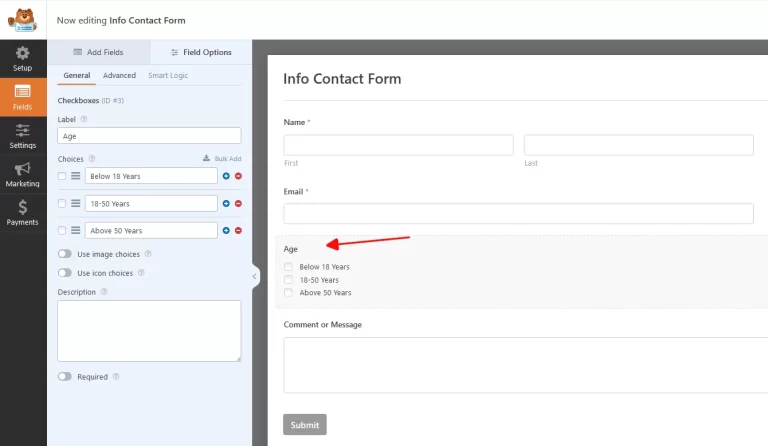 Now editing Info Contact Form
Setup
Fields
Settings
Marketing
Payments
Add Fields
Field Options
General
Advanced
Smart Logic
Checkboxes (ID #3)
Label
Age
Choices
Bulk Add
Below 18 Years
18-50 Years
Above 50 Years
Use image choices
Use icon choices
Description
Required
Info Contact Form
Name *
First
Last
Email *
Age
Below 18 Years
18-50 Years
Above 50 Years
Comment or Message
Submit